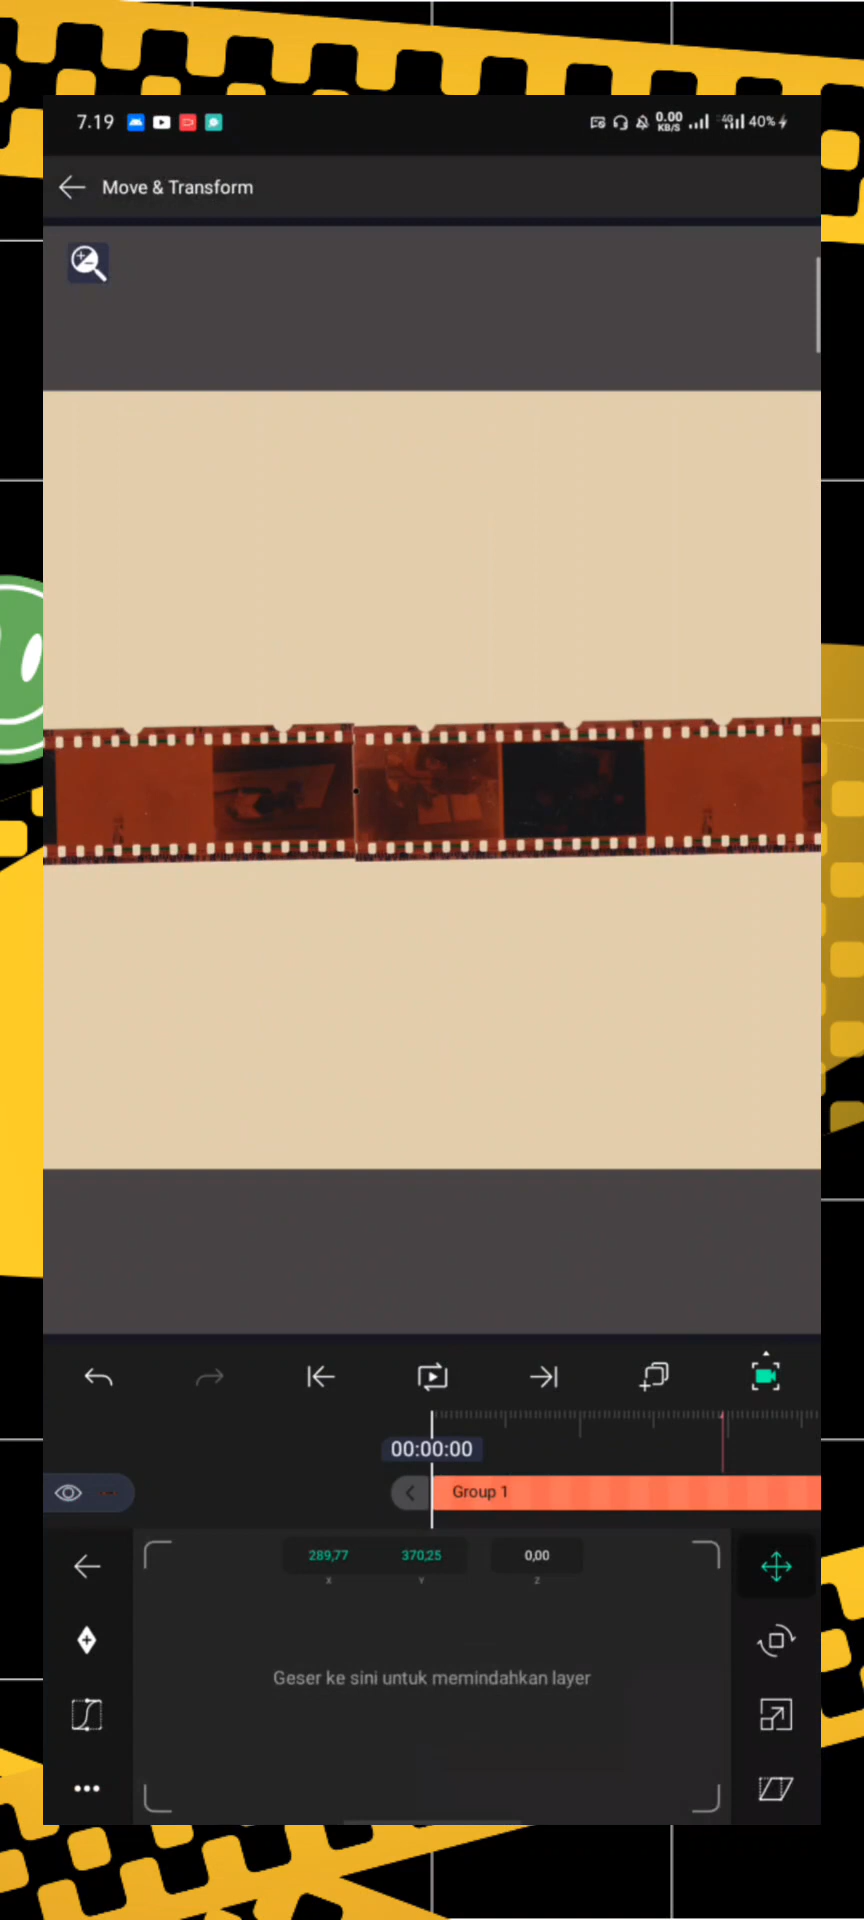 7.19 0.00 KB/S 4G 40%
Move & Transform
00:00:00
Group 1
289,77 370,25 0,00
X Y Z
Geser ke sini untuk memindahkan layer